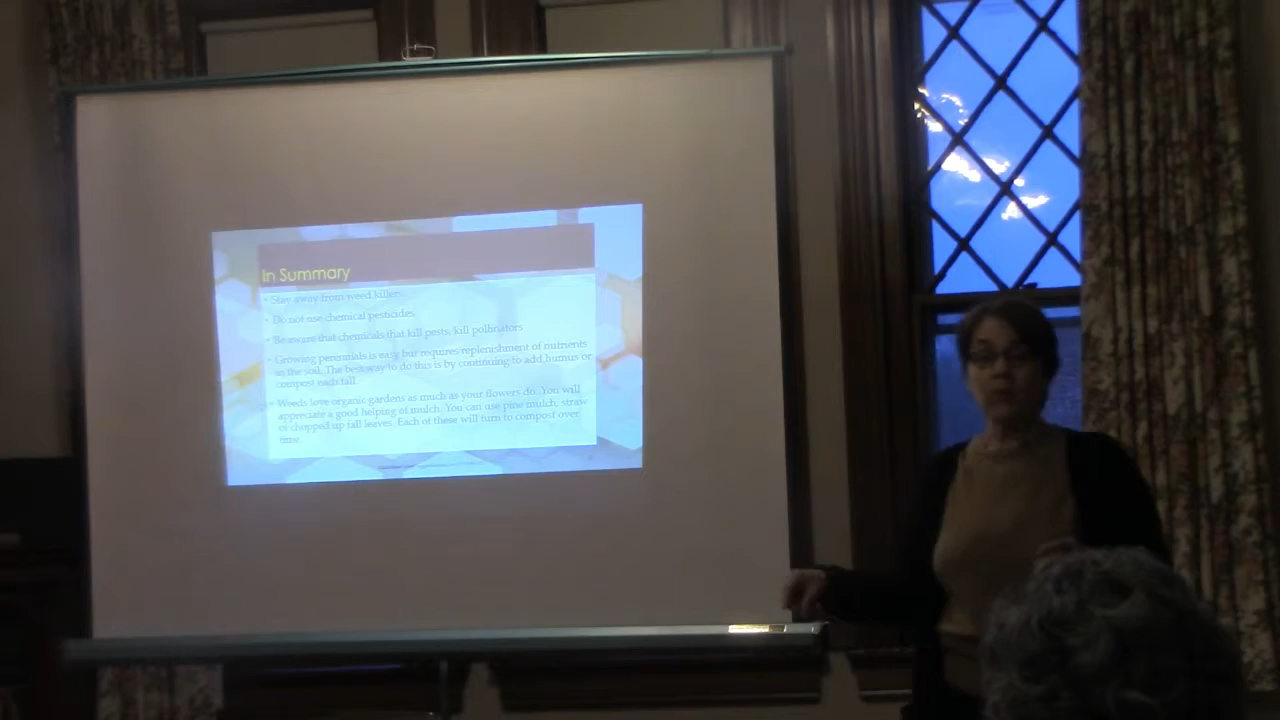 In Summary
• Stay away from weed killers
• Do not use chemical pesticides
• Be aware that chemicals that kill pests, kill pollinators
• Growing perennials is easy but requires replenishment of nutrients
in the soil. The best way to do this is by continuing to add humus or
compost each fall.
• Weeds love organic gardens as much as your flowers do. You will
appreciate a good helping of mulch. You can use pine mulch, straw
of chopped up fall leaves. Each of these will turn to compost over
time.